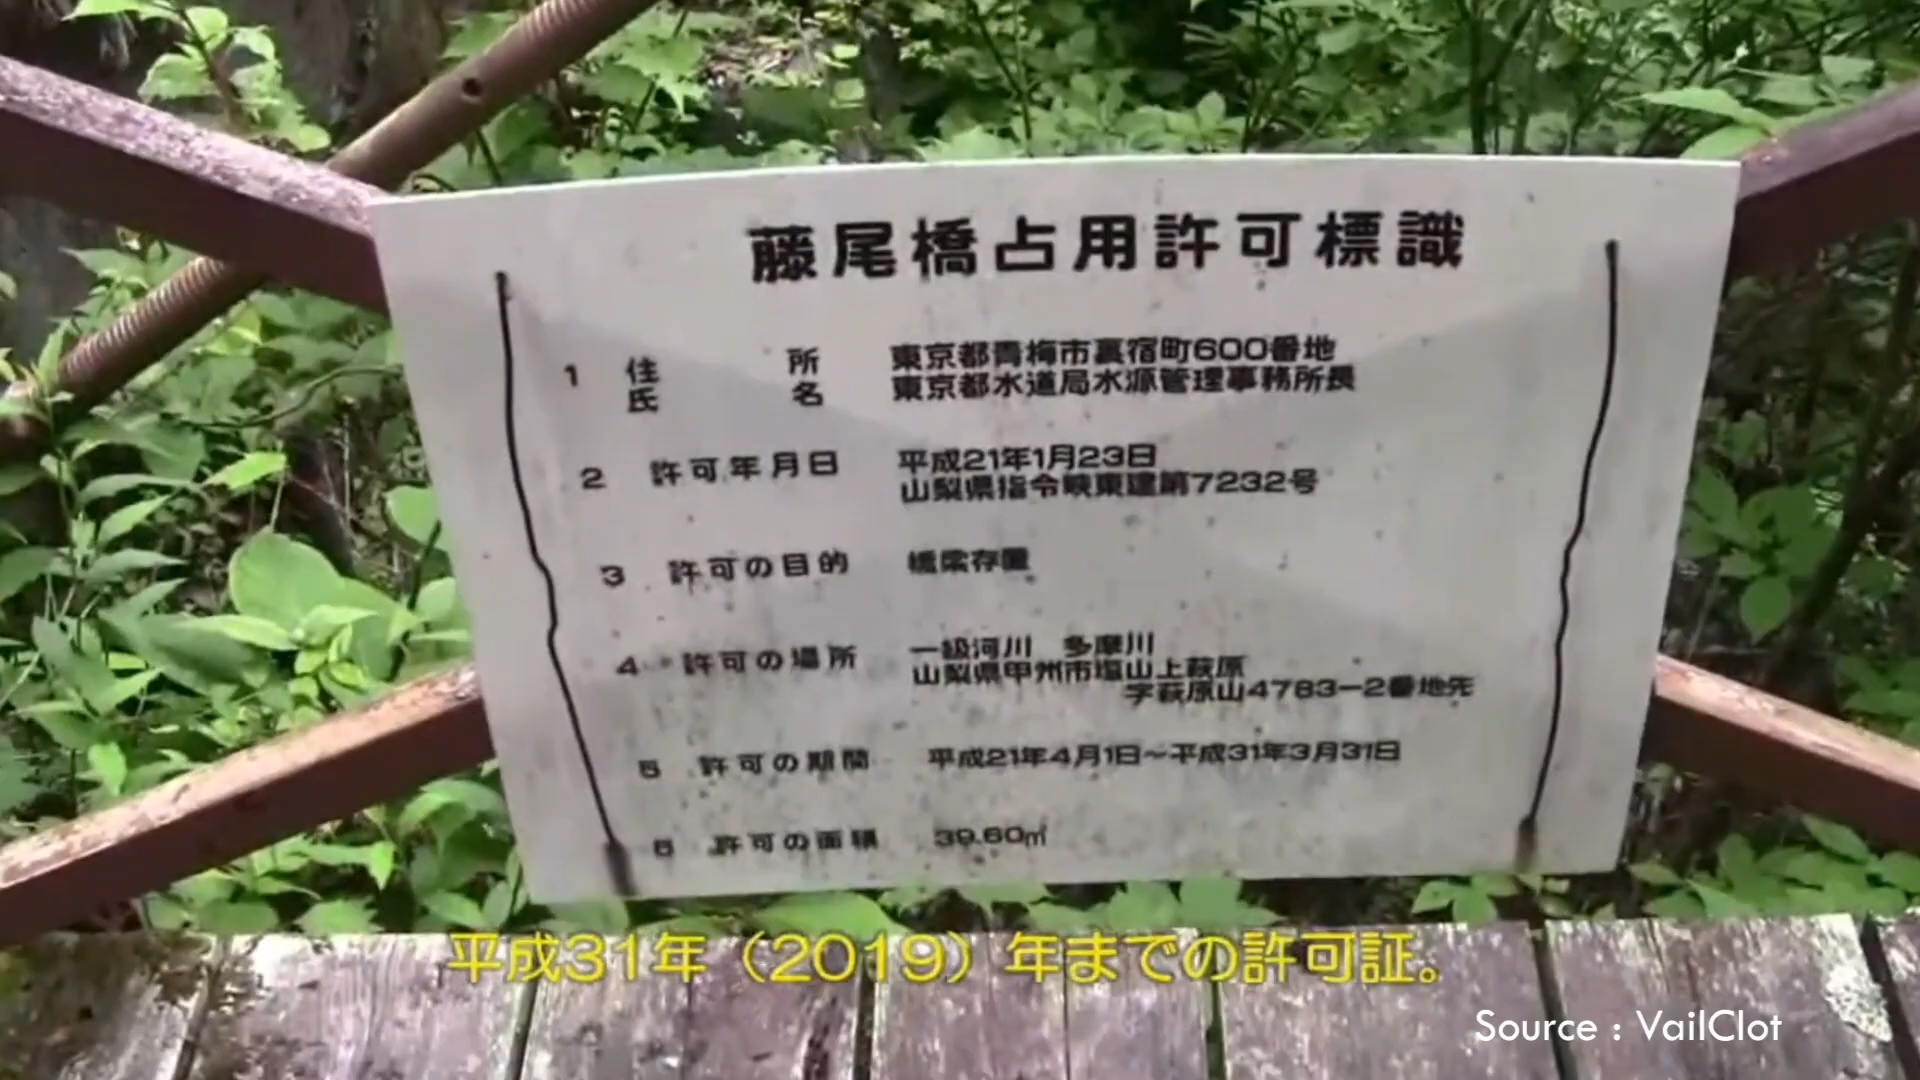 藤尾橋占用許可標識
1 住所 東京都青梅市裏宿町600番地
氏名 東京都水道局水源管理事務所長
2 許可年月日 平成21年1月23日
山梨県指令峡東建第7232号
3 許可の目的 橋梁存置
4 許可の場所 一級河川 多摩川
山梨県甲州市塩山上萩原
字萩原山4783-2番地先
5 許可の期間 平成21年4月1日~平成31年3月31日
6 許可の面積 39.60㎡
平成31年（2019）年までの許可証。
Source : VailClot